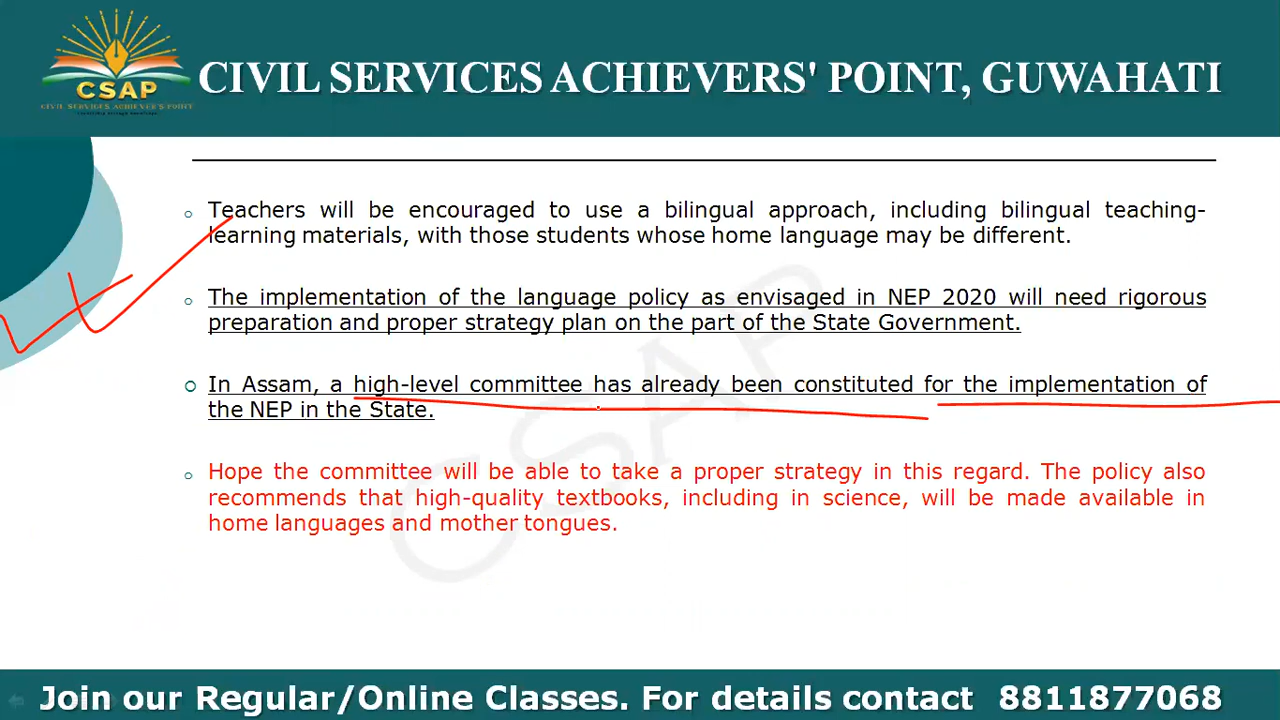 CSAP
CIVIL SERVICES ACHIEVER'S POINT
CIVIL SERVICES ACHIEVERS' POINT, GUWAHATI
Teachers will be encouraged to use a bilingual approach, including bilingual teaching-
learning materials, with those students whose home language may be different.
The implementation of the language policy as envisaged in NEP 2020 will need rigorous
preparation and proper strategy plan on the part of the State Government.
In Assam, a high-level committee has already been constituted for the implementation of
the NEP in the State.
Hope the committee will be able to take a proper strategy in this regard. The policy also
recommends that high-quality textbooks, including in science, will be made available in
home languages and mother tongues.
CSAP
Join our Regular/Online Classes. For details contact 8811877068